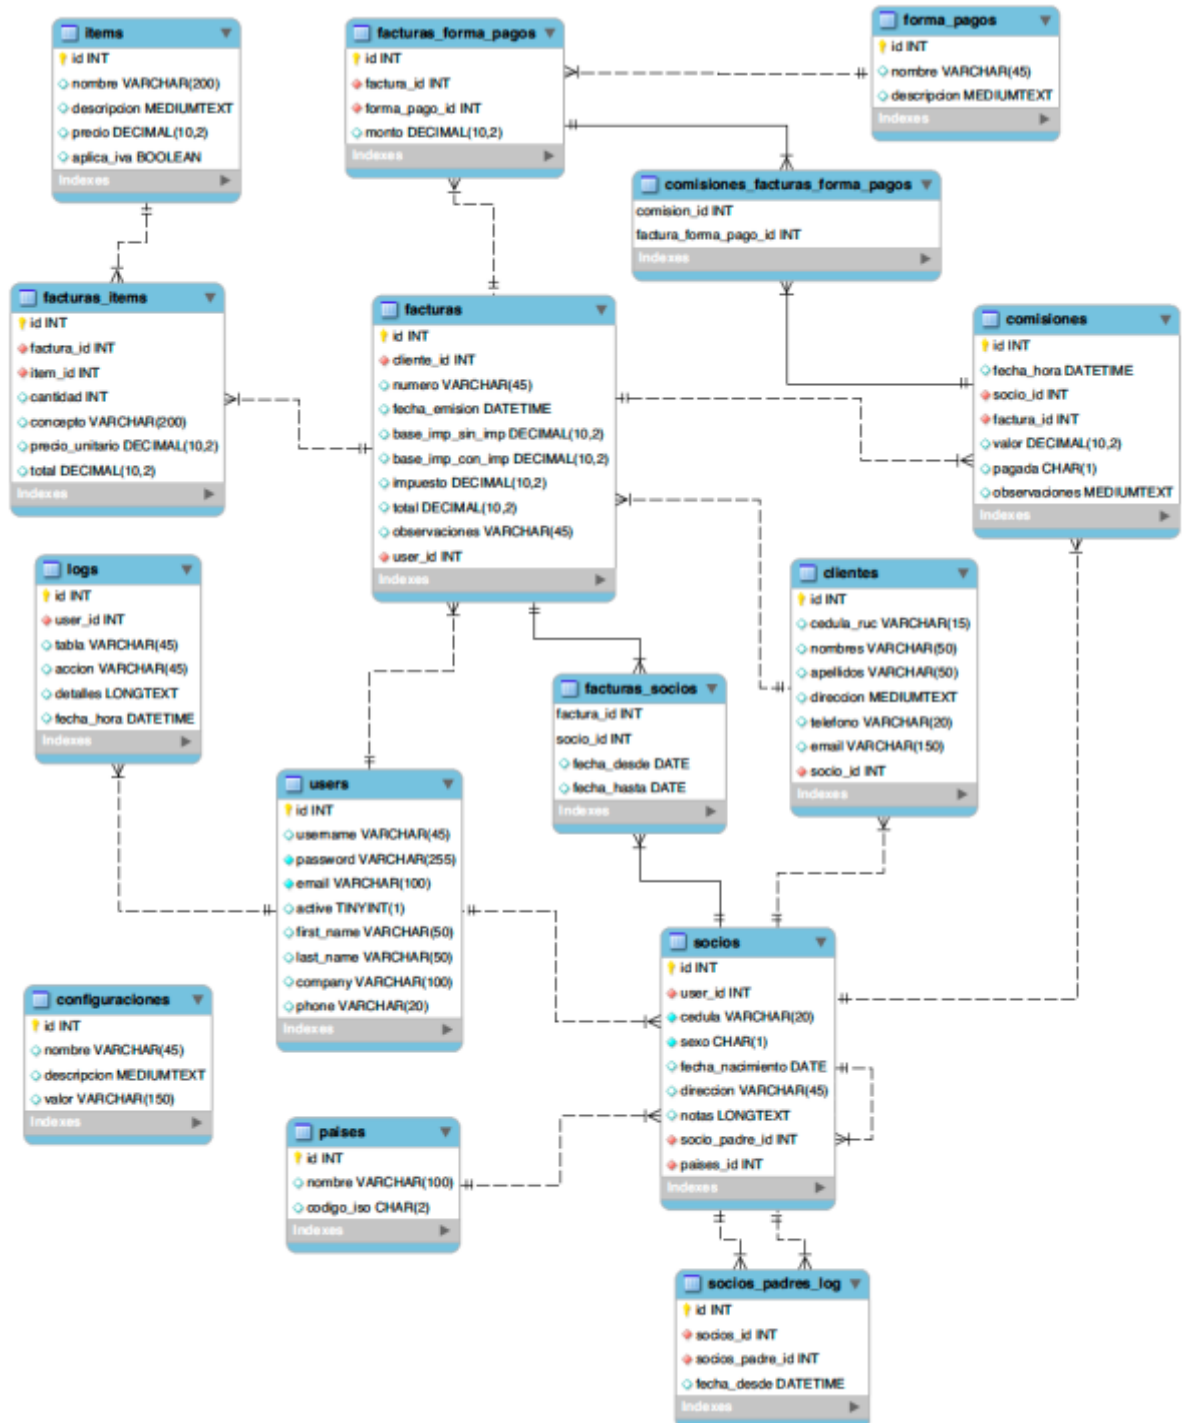 items
id INT
nombre VARCHAR(200)
descripcion MEDIUMTEXT
precio DECIMAL(10,2)
aplica_iva BOOLEAN
Indexes
facturas_forma_pagos
id INT
factura_id INT
forma_pago_id INT
monto DECIMAL(10,2)
Indexes
forma_pagos
id INT
nombre VARCHAR(45)
descripcion MEDIUMTEXT
Indexes
comisiones_facturas_forma_pagos
comision_id INT
factura_forma_pago_id INT
Indexes
facturas_items
id INT
factura_id INT
item_id INT
cantidad INT
concepto VARCHAR(200)
precio_unitario DECIMAL(10,2)
total DECIMAL(10,2)
Indexes
facturas
id INT
cliente_id INT
numero VARCHAR(45)
fecha_emision DATETIME
base_imp_sin_imp DECIMAL(10,2)
base_imp_con_imp DECIMAL(10,2)
impuesto DECIMAL(10,2)
total DECIMAL(10,2)
observaciones VARCHAR(45)
user_id INT
Indexes
comisiones
id INT
fecha_hora DATETIME
socio_id INT
factura_id INT
valor DECIMAL(10,2)
pagada CHAR(1)
observaciones MEDIUMTEXT
Indexes
logs
id INT
user_id INT
tabla VARCHAR(45)
accion VARCHAR(45)
detalles LONGTEXT
fecha_hora DATETIME
Indexes
clientes
id INT
cedula_ruc VARCHAR(15)
nombres VARCHAR(50)
apellidos VARCHAR(50)
direccion MEDIUMTEXT
telefono VARCHAR(20)
email VARCHAR(150)
socio_id INT
Indexes
facturas_socios
factura_id INT
socio_id INT
fecha_desde DATE
fecha_hasta DATE
Indexes
users
id INT
username VARCHAR(45)
password VARCHAR(255)
email VARCHAR(100)
active TINYINT(1)
first_name VARCHAR(50)
last_name VARCHAR(50)
company VARCHAR(100)
phone VARCHAR(20)
Indexes
socios
id INT
user_id INT
cedula VARCHAR(20)
sexo CHAR(1)
fecha_nacimiento DATE
direccion VARCHAR(45)
notas LONGTEXT
socio_padre_id INT
paises_id INT
Indexes
configuraciones
id INT
nombre VARCHAR(45)
descripcion MEDIUMTEXT
valor VARCHAR(150)
Indexes
paises
id INT
nombre VARCHAR(100)
codigo_iso CHAR(2)
Indexes
socios_padres_log
id INT
socios_id INT
socios_padre_id INT
fecha_desde DATETIME
Indexes